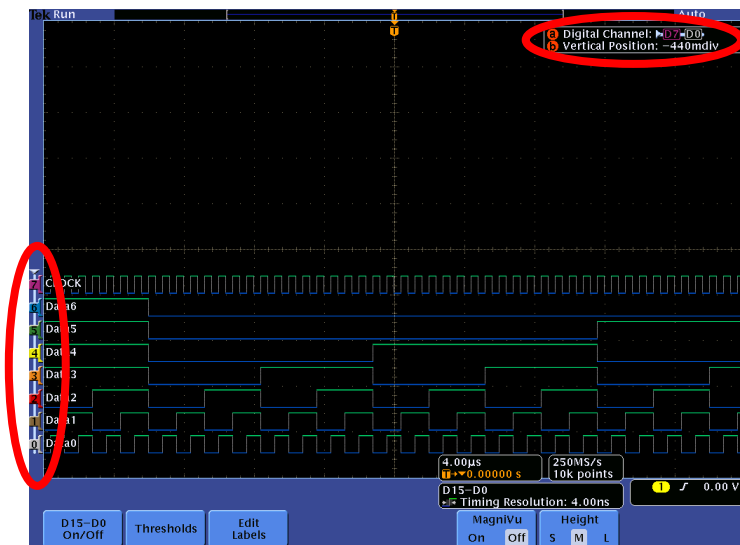 Tek Run
Auto
T
T
a Digital Channel: D7 D0
b Vertical Position: −440mdiv
7 CLOCK
6 Data6
5 Data5
4 Data4
3 Data3
2 Data2
1 Data1
0 Data0
4.00µs
T→▼0.00000 s
250MS/s
10k points
D15−D0
Timing Resolution: 4.00ns
1 0.00 V
D15−D0
On/Off
Thresholds
Edit
Labels
MagniVu
On Off
Height
S M L